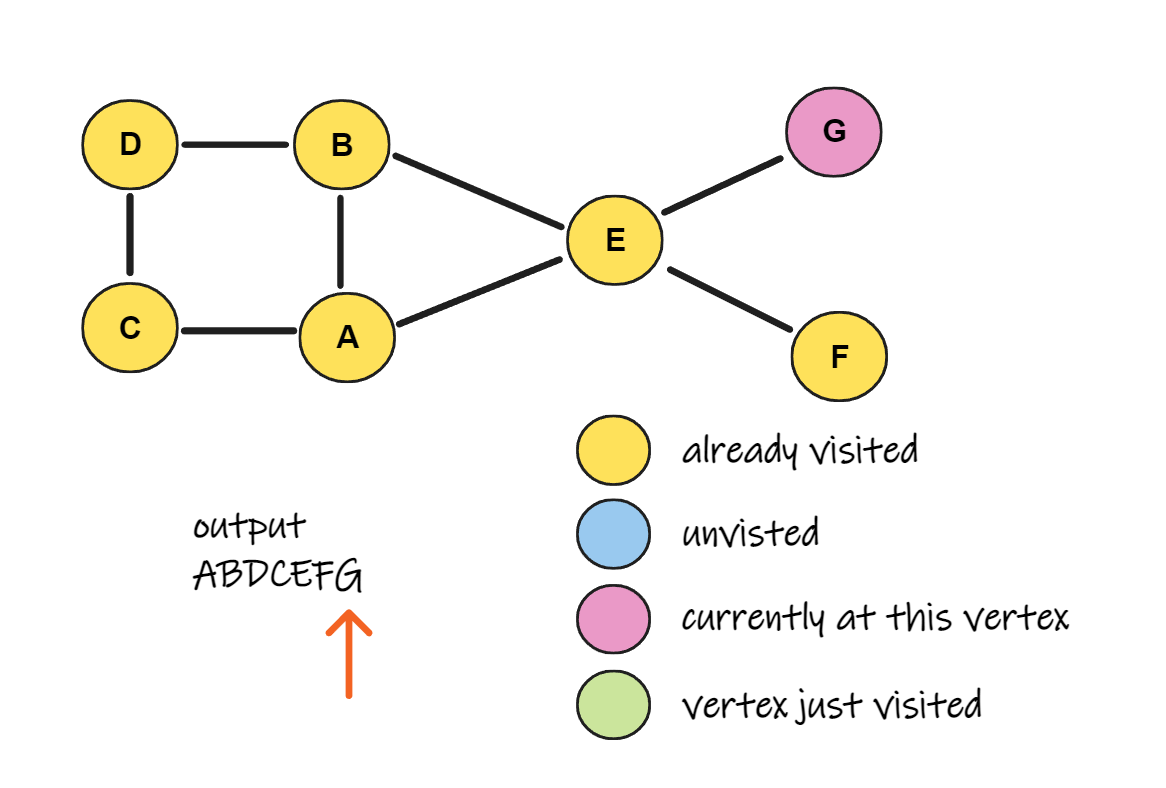 D
B
G
E
C
A
F
already visited
output
ABDCEFG
unvisted
currently at this vertex
vertex just visited